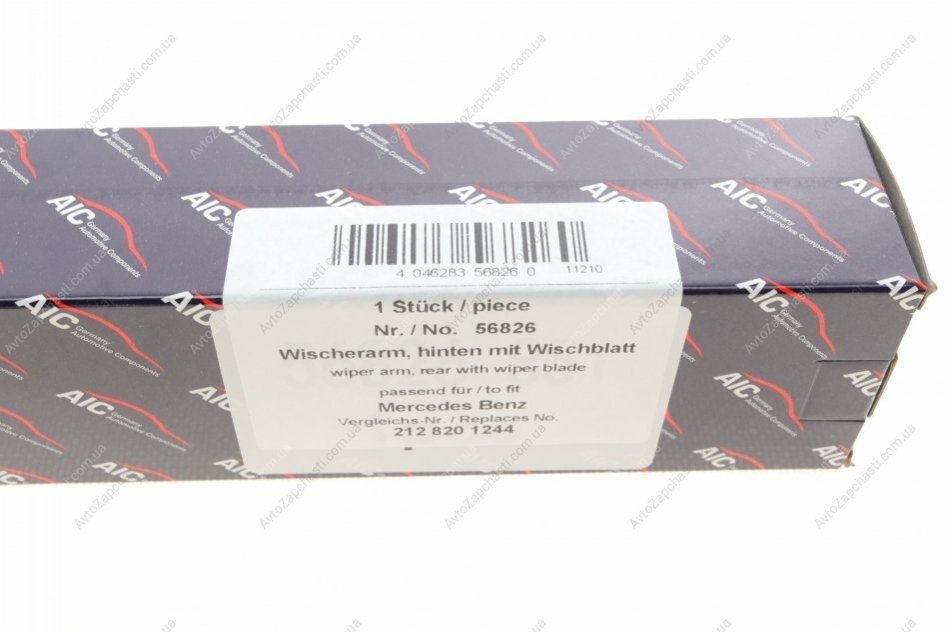 4 046283 568260 11210
1 Stück / piece
Nr. / No. 56826
Wischerarm, hinten mit Wischblatt
wiper arm, rear with wiper blade
passend für / to fit
Mercedes Benz
Vergleichs-Nr. / Replaces No.
212 820 1244
AIC
Germany
Automotive Components
AvtoZapchasti.com.ua